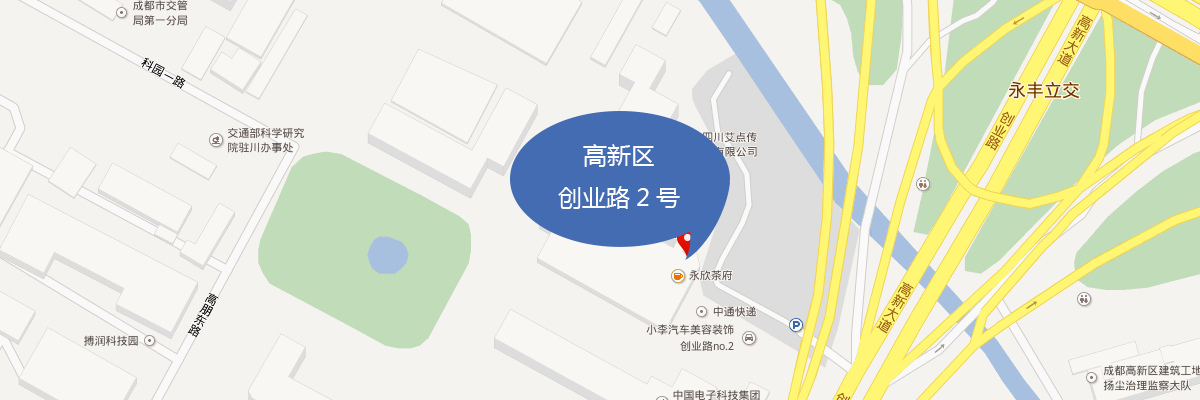 成都市交管
局第一分局
科园一路
高新大道
永丰立交
创业路
交通部科学研究
院驻川办事处
四川艾点传
有限公司
高新区
创业路 2 号
永欣茶府
高朋东路
高新大道
中通快递
P
小李汽车美容装饰
创业路no.2
搏润科技园
成都高新区建筑工地
扬尘治理监察大队
中国电子科技集团